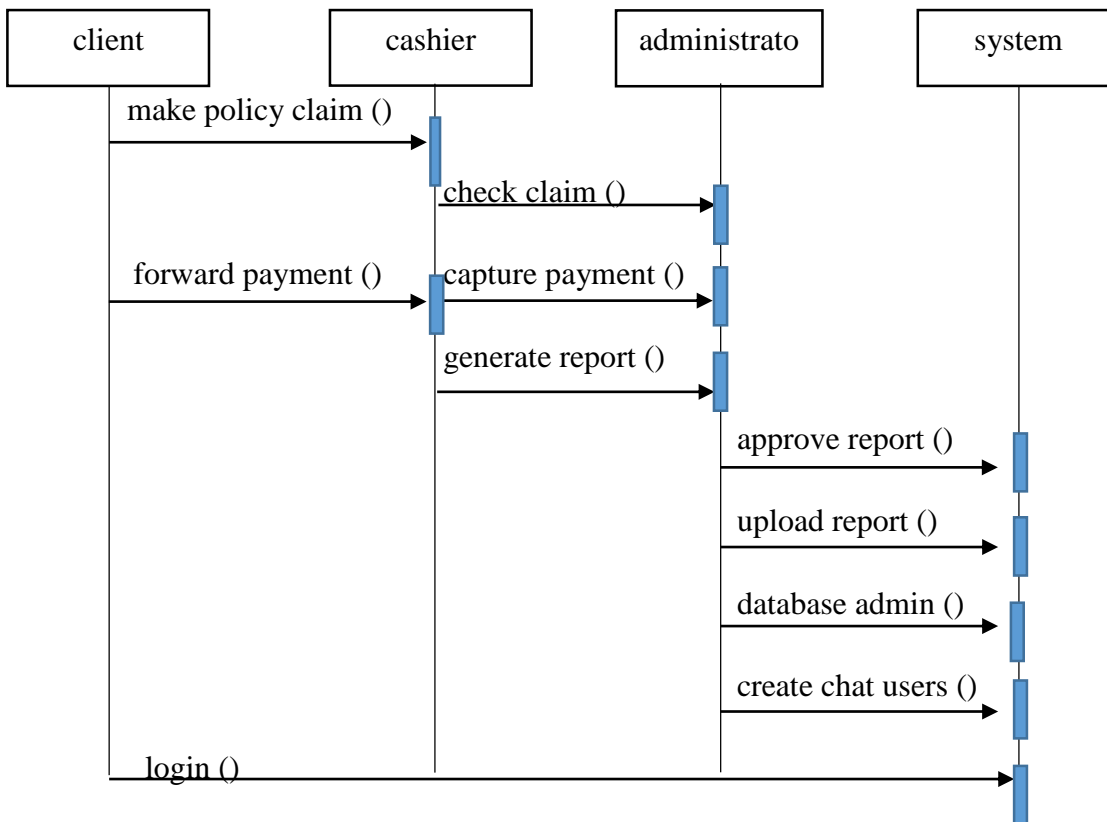 client
cashier
administrato
system
make policy claim ()
check claim ()
forward payment ()
capture payment ()
generate report ()
approve report ()
upload report ()
database admin ()
create chat users ()
login ()